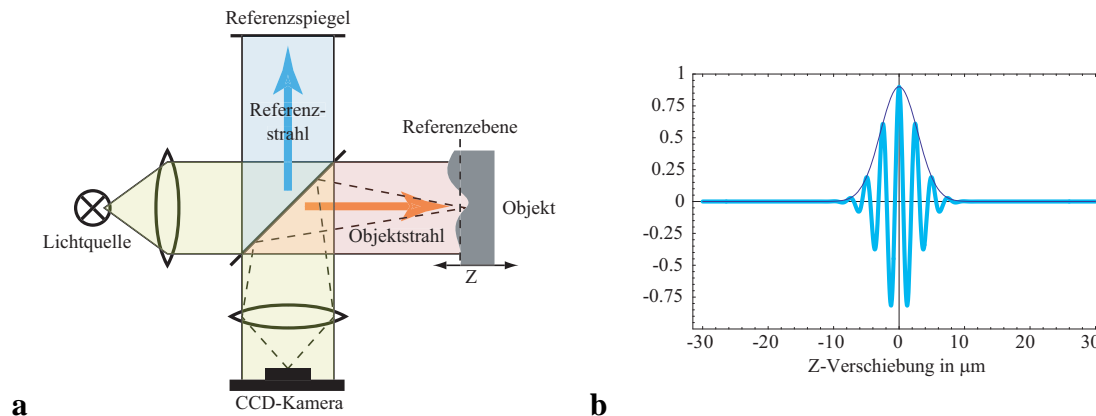 Referenzspiegel
Referenz-
strahl
Referenzebene
Objekt
Lichtquelle
Objektstrahl
Z
CCD-Kamera
a
1
0.75
0.5
0.25
0
-0.25
-0.5
-0.75
-30 -20 -10 0 10 20 30
Z-Verschiebung in µm
b